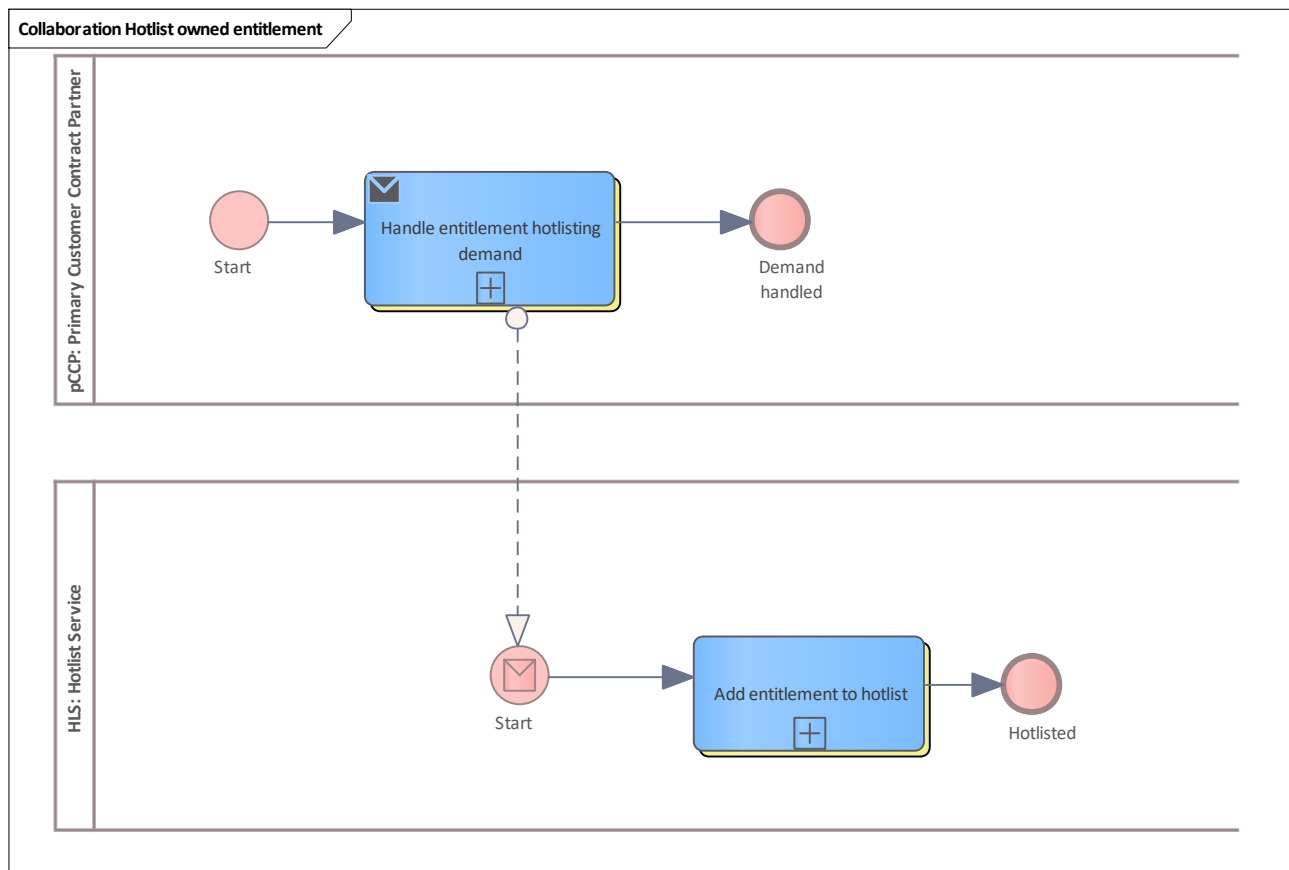 Collaboration Hotlist owned entitlement
pCCP: Primary Customer Contract Partner
Handle entitlement hotlisting
demand
Start
Demand
handled
HLS: Hotlist Service
Add entitlement to hotlist
Start
Hotlisted